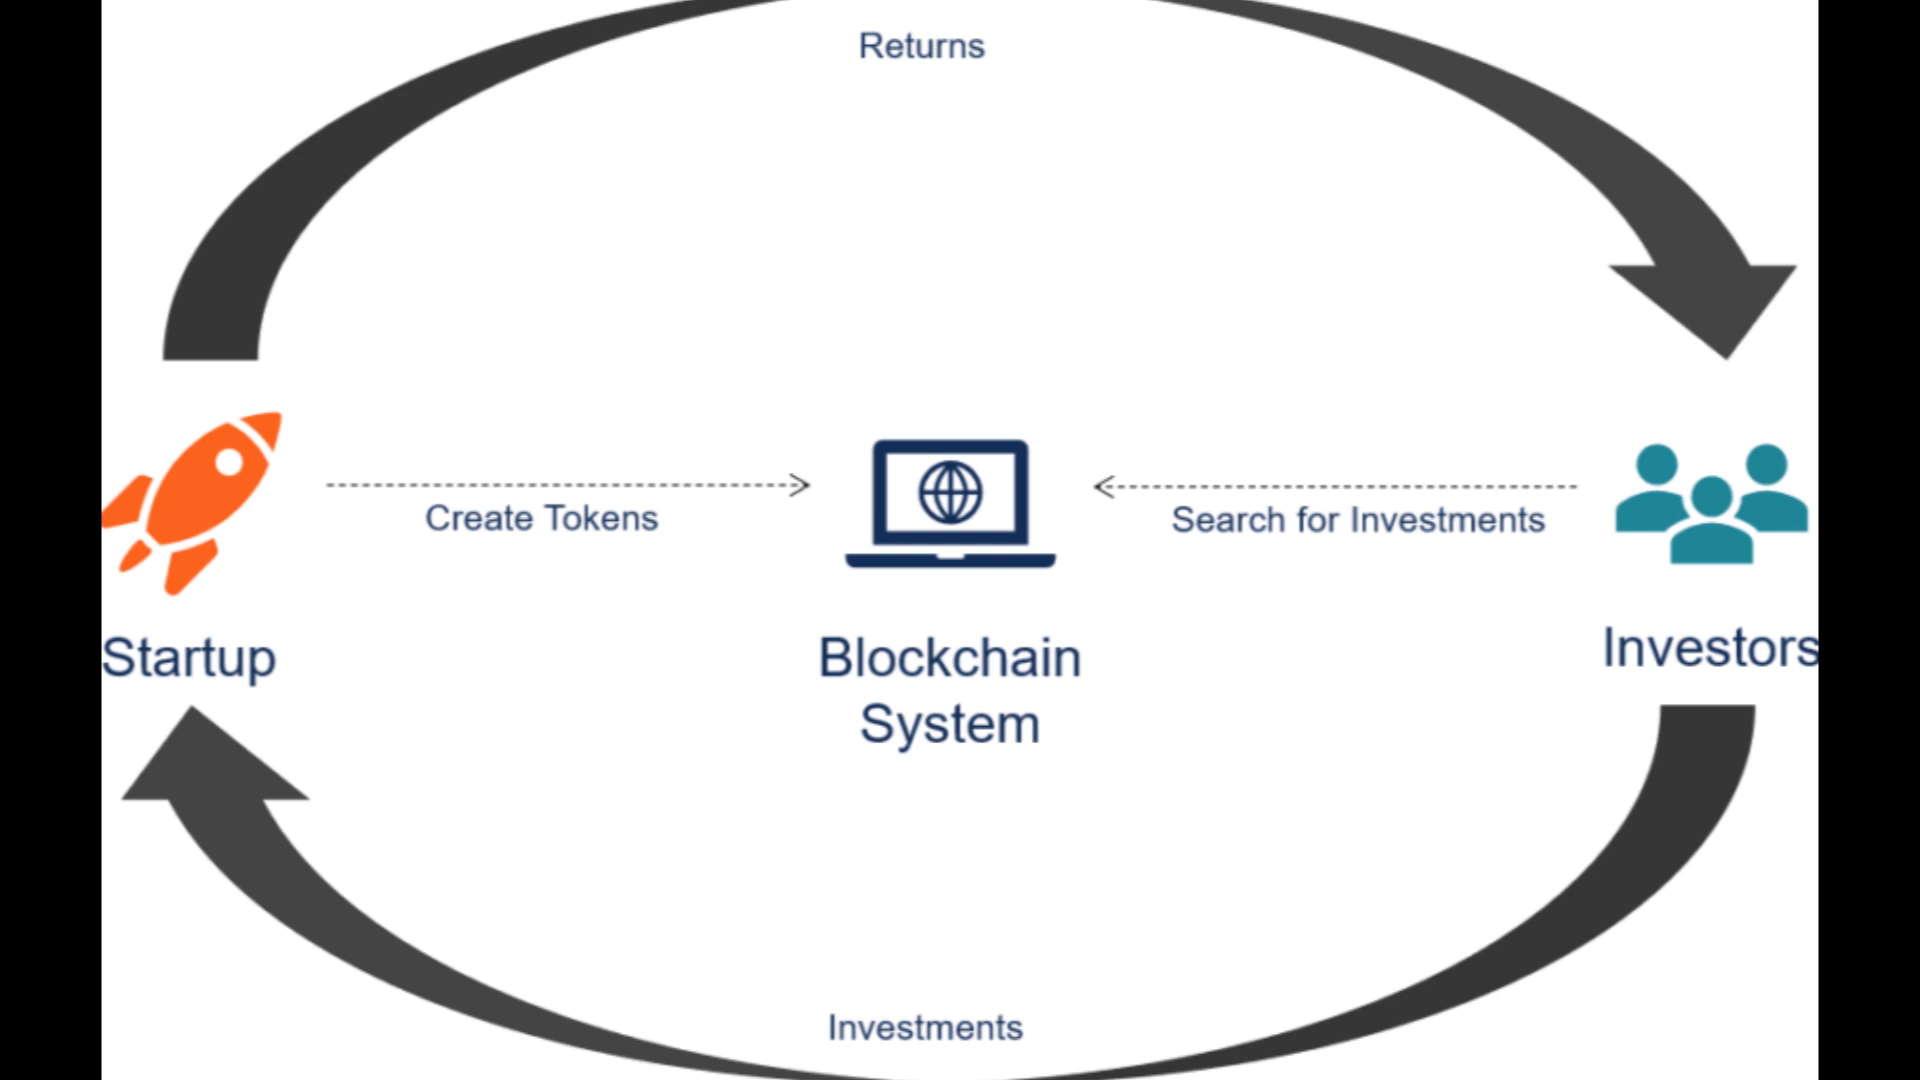 Returns
Create Tokens
Search for Investments
Startup
Blockchain
System
Investors
Investments